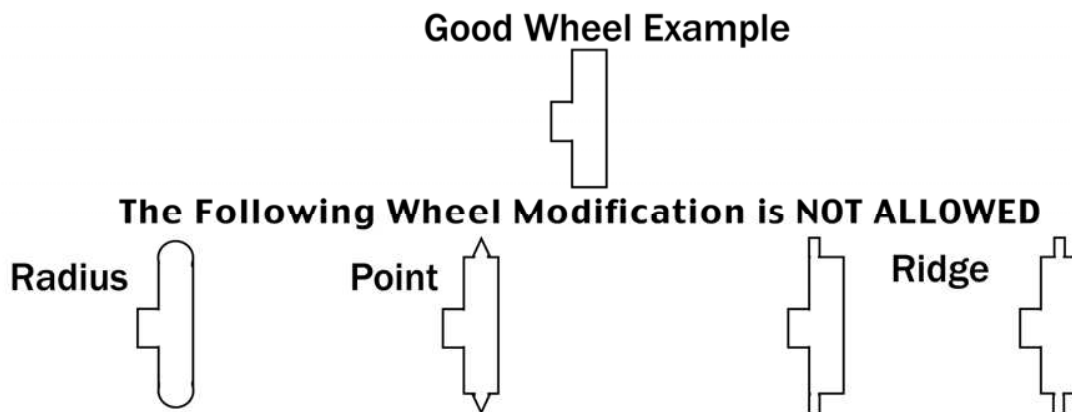 Good Wheel Example
The Following Wheel Modification is NOT ALLOWED
Radius
Point
Ridge